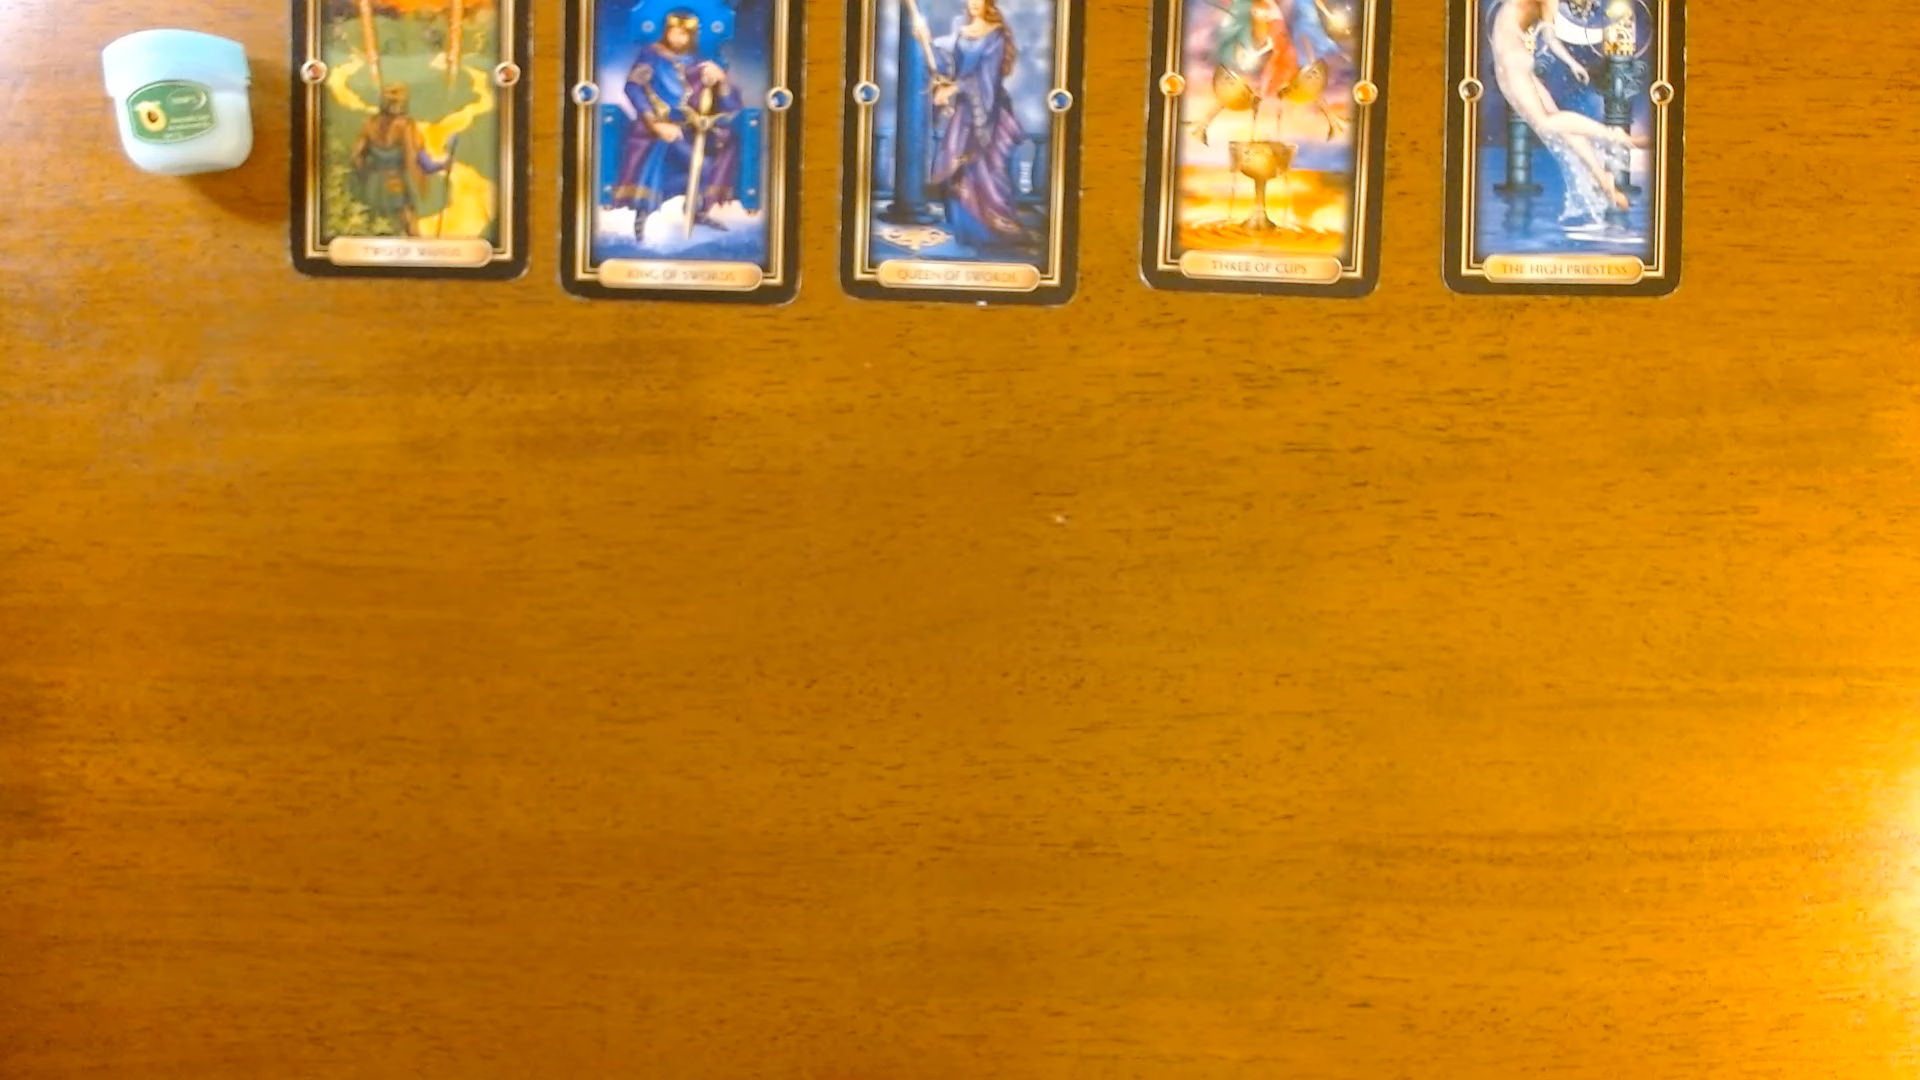 TWO OF WANDS
KING OF SWORDS
QUEEN OF SWORDS
THREE OF CUPS
THE HIGH PRIESTESS